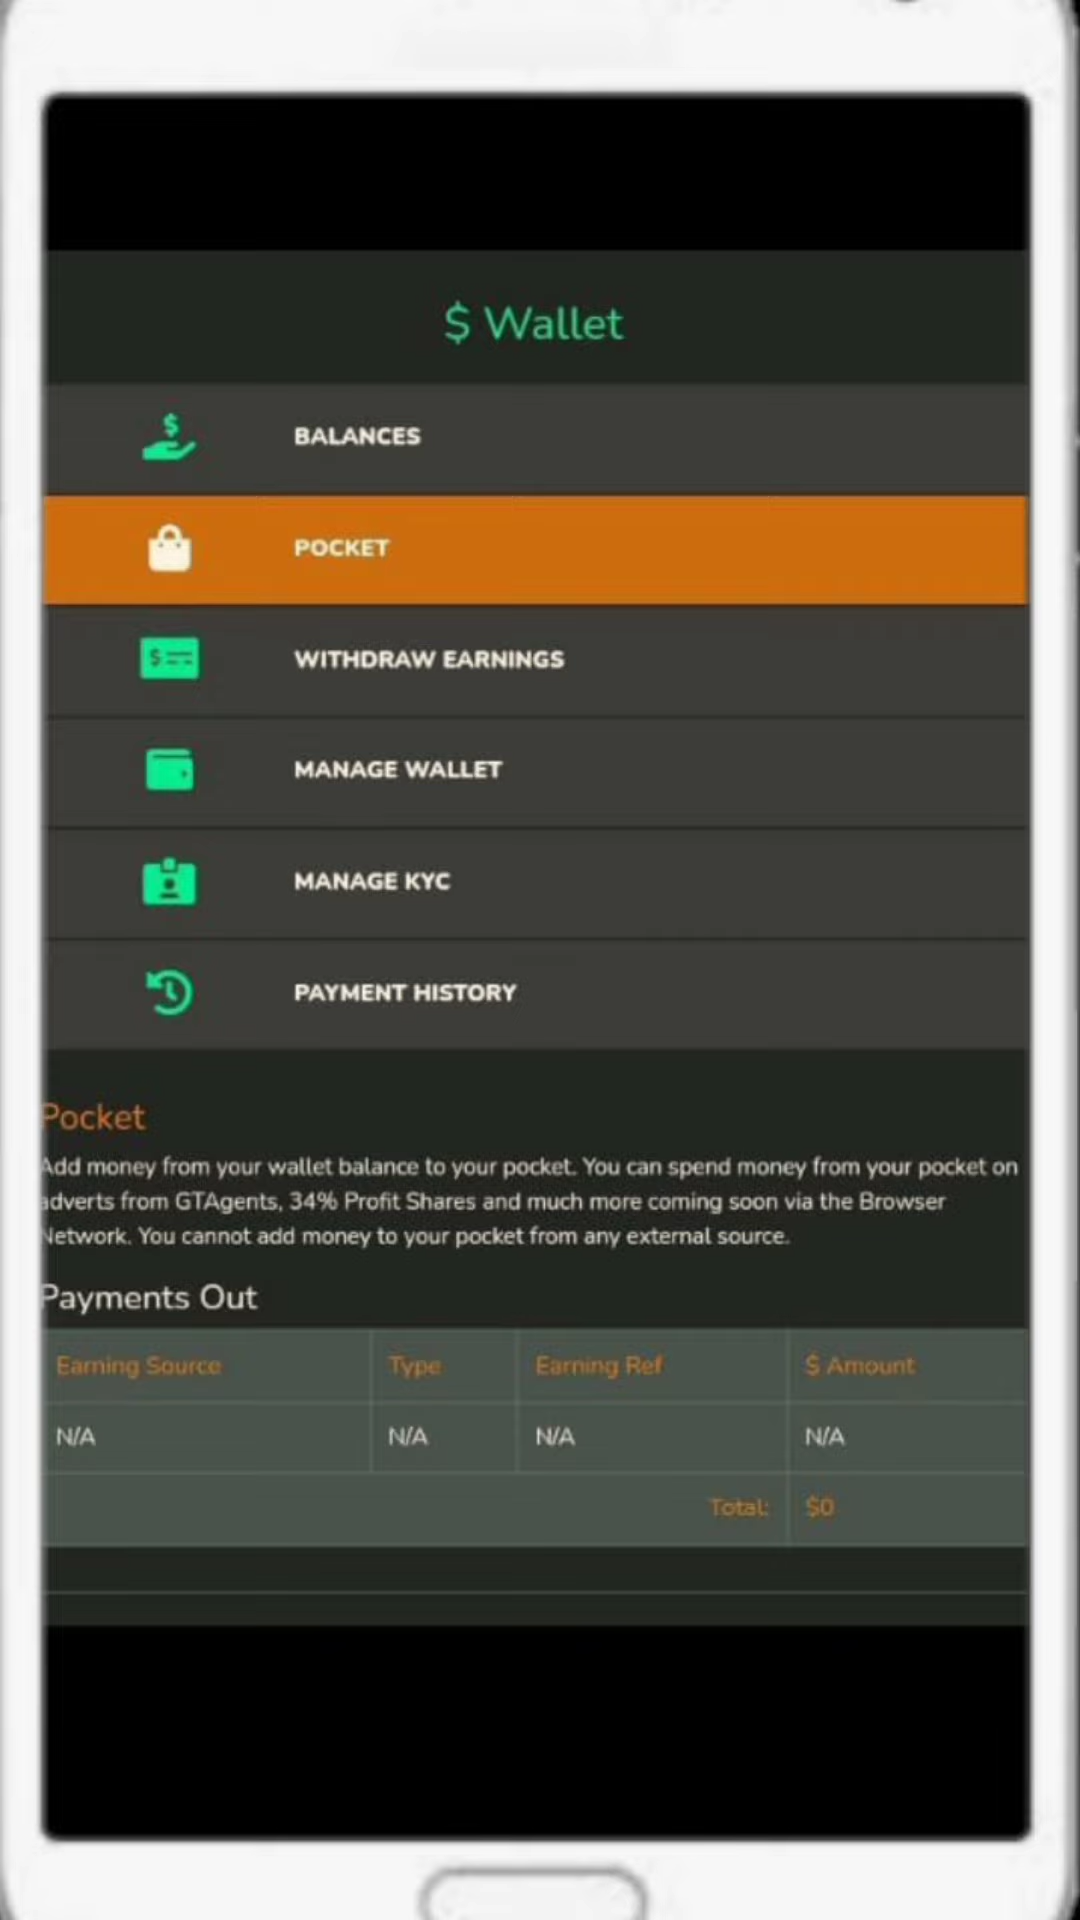 $ Wallet
BALANCES
POCKET
WITHDRAW EARNINGS
MANAGE WALLET
MANAGE KYC
PAYMENT HISTORY
Pocket
Add money from your wallet balance to your pocket. You can spend money from your pocket on
adverts from GTAgents, 34% Profit Shares and much more coming soon via the Browser
Network. You cannot add money to your pocket from any external source.
Payments Out
Earning Source Type Earning Ref $ Amount
N/A N/A N/A N/A
Total: $0